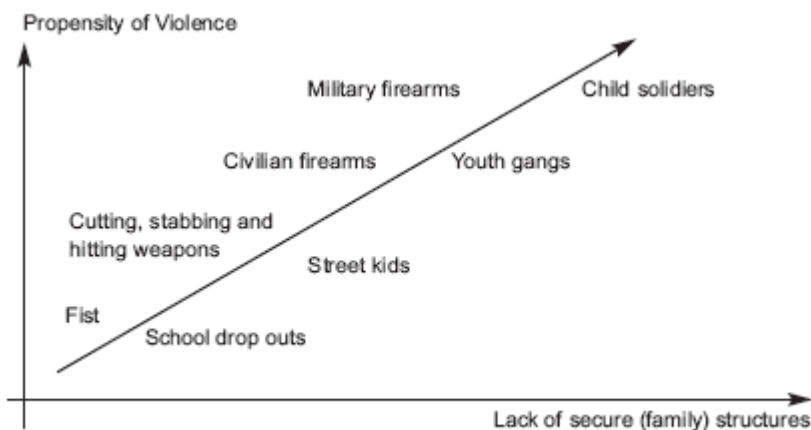 Propensity of Violence
Military firearms
Child solidiers
Civilian firearms
Youth gangs
Cutting, stabbing and
hitting weapons
Street kids
Fist
School drop outs
Lack of secure (family) structures